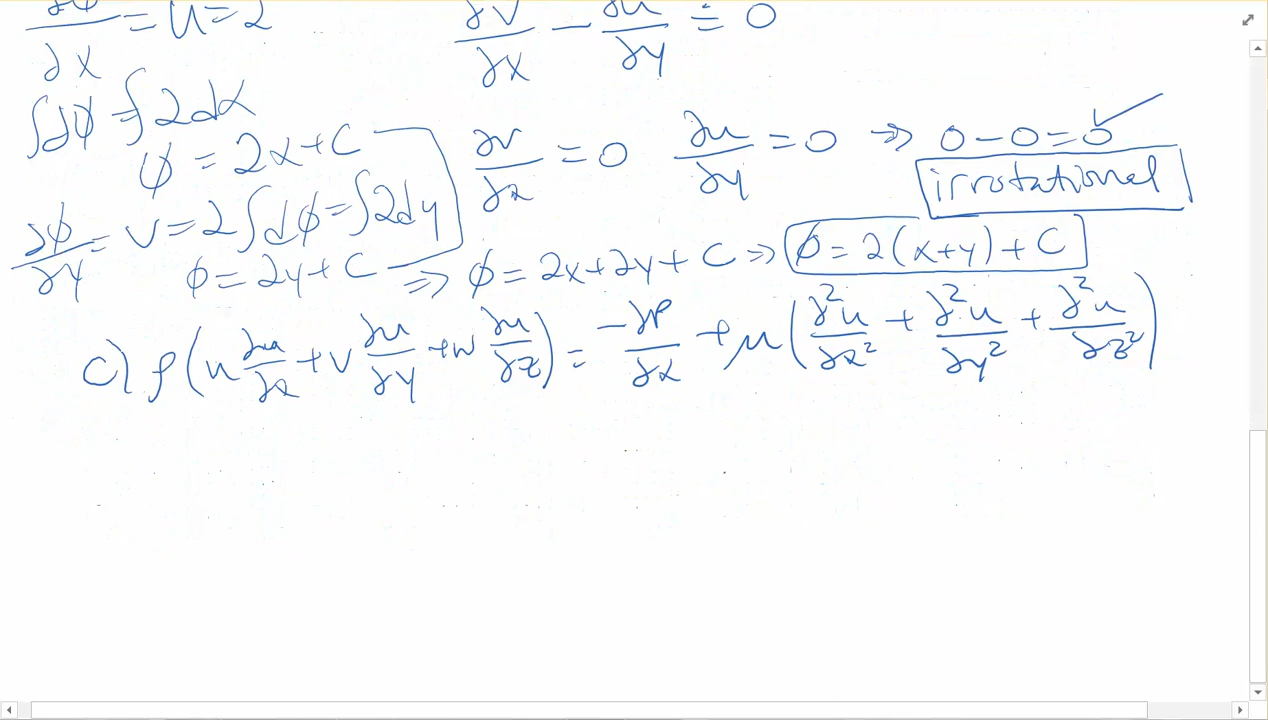 ∂φ/∂x = u = 2
∂v/∂x − ∂u/∂y ≟ 0
∫dφ = ∫2dx
φ = 2x + C
∂v/∂x = 0 ∂u/∂y = 0 ⇒ 0 − 0 = 0 ✓
irrotational
∂φ/∂y = v = 2 ∫dφ = ∫2dy
φ = 2y + C ⇒ φ = 2x + 2y + C ⇒ φ = 2(x+y) + C
c) ρ(u ∂u/∂x + v ∂u/∂y + w ∂u/∂z) = −∂P/∂x + μ(∂²u/∂x² + ∂²u/∂y² + ∂²u/∂z²)